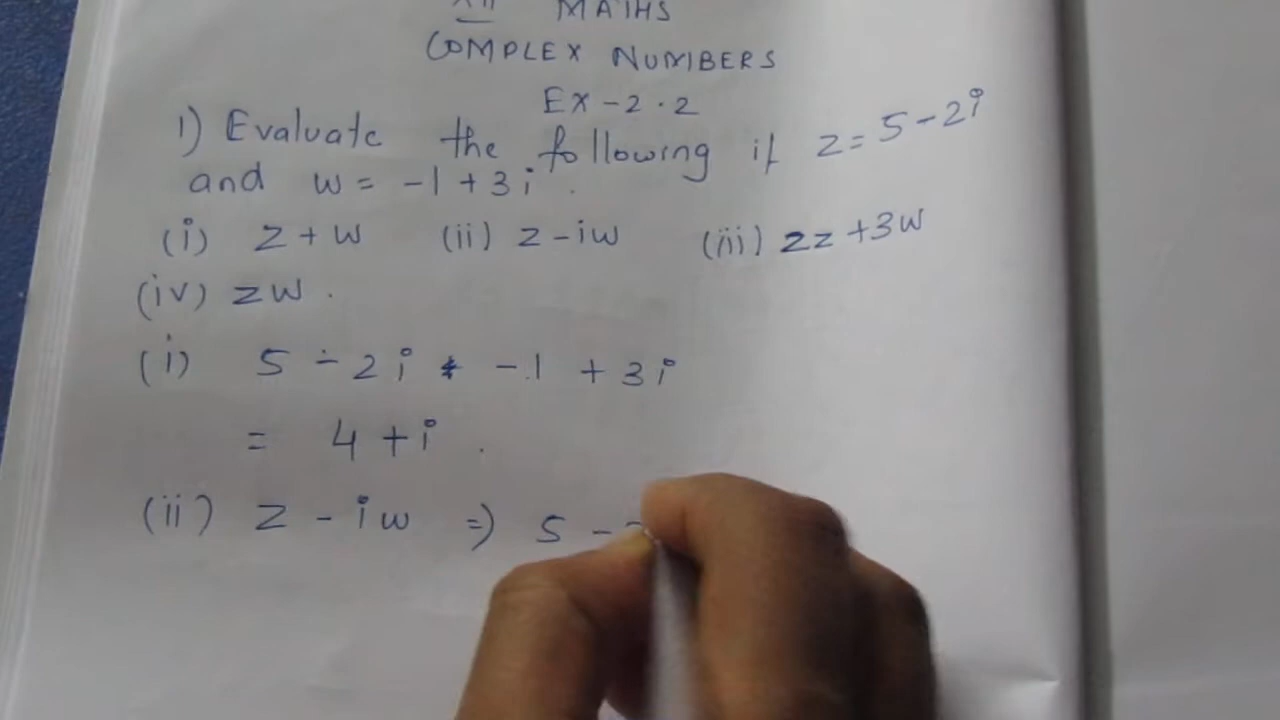 XII MATHS
COMPLEX NUMBERS
EX - 2.2
1) Evaluate the following if z = 5 - 2i
and w = -1 + 3i.
(i) z + w (ii) z - iw (iii) 2z + 3w
(iv) zw.
(i) 5 - 2i + -1 + 3i
= 4 + i.
(ii) z - iw => 5 -